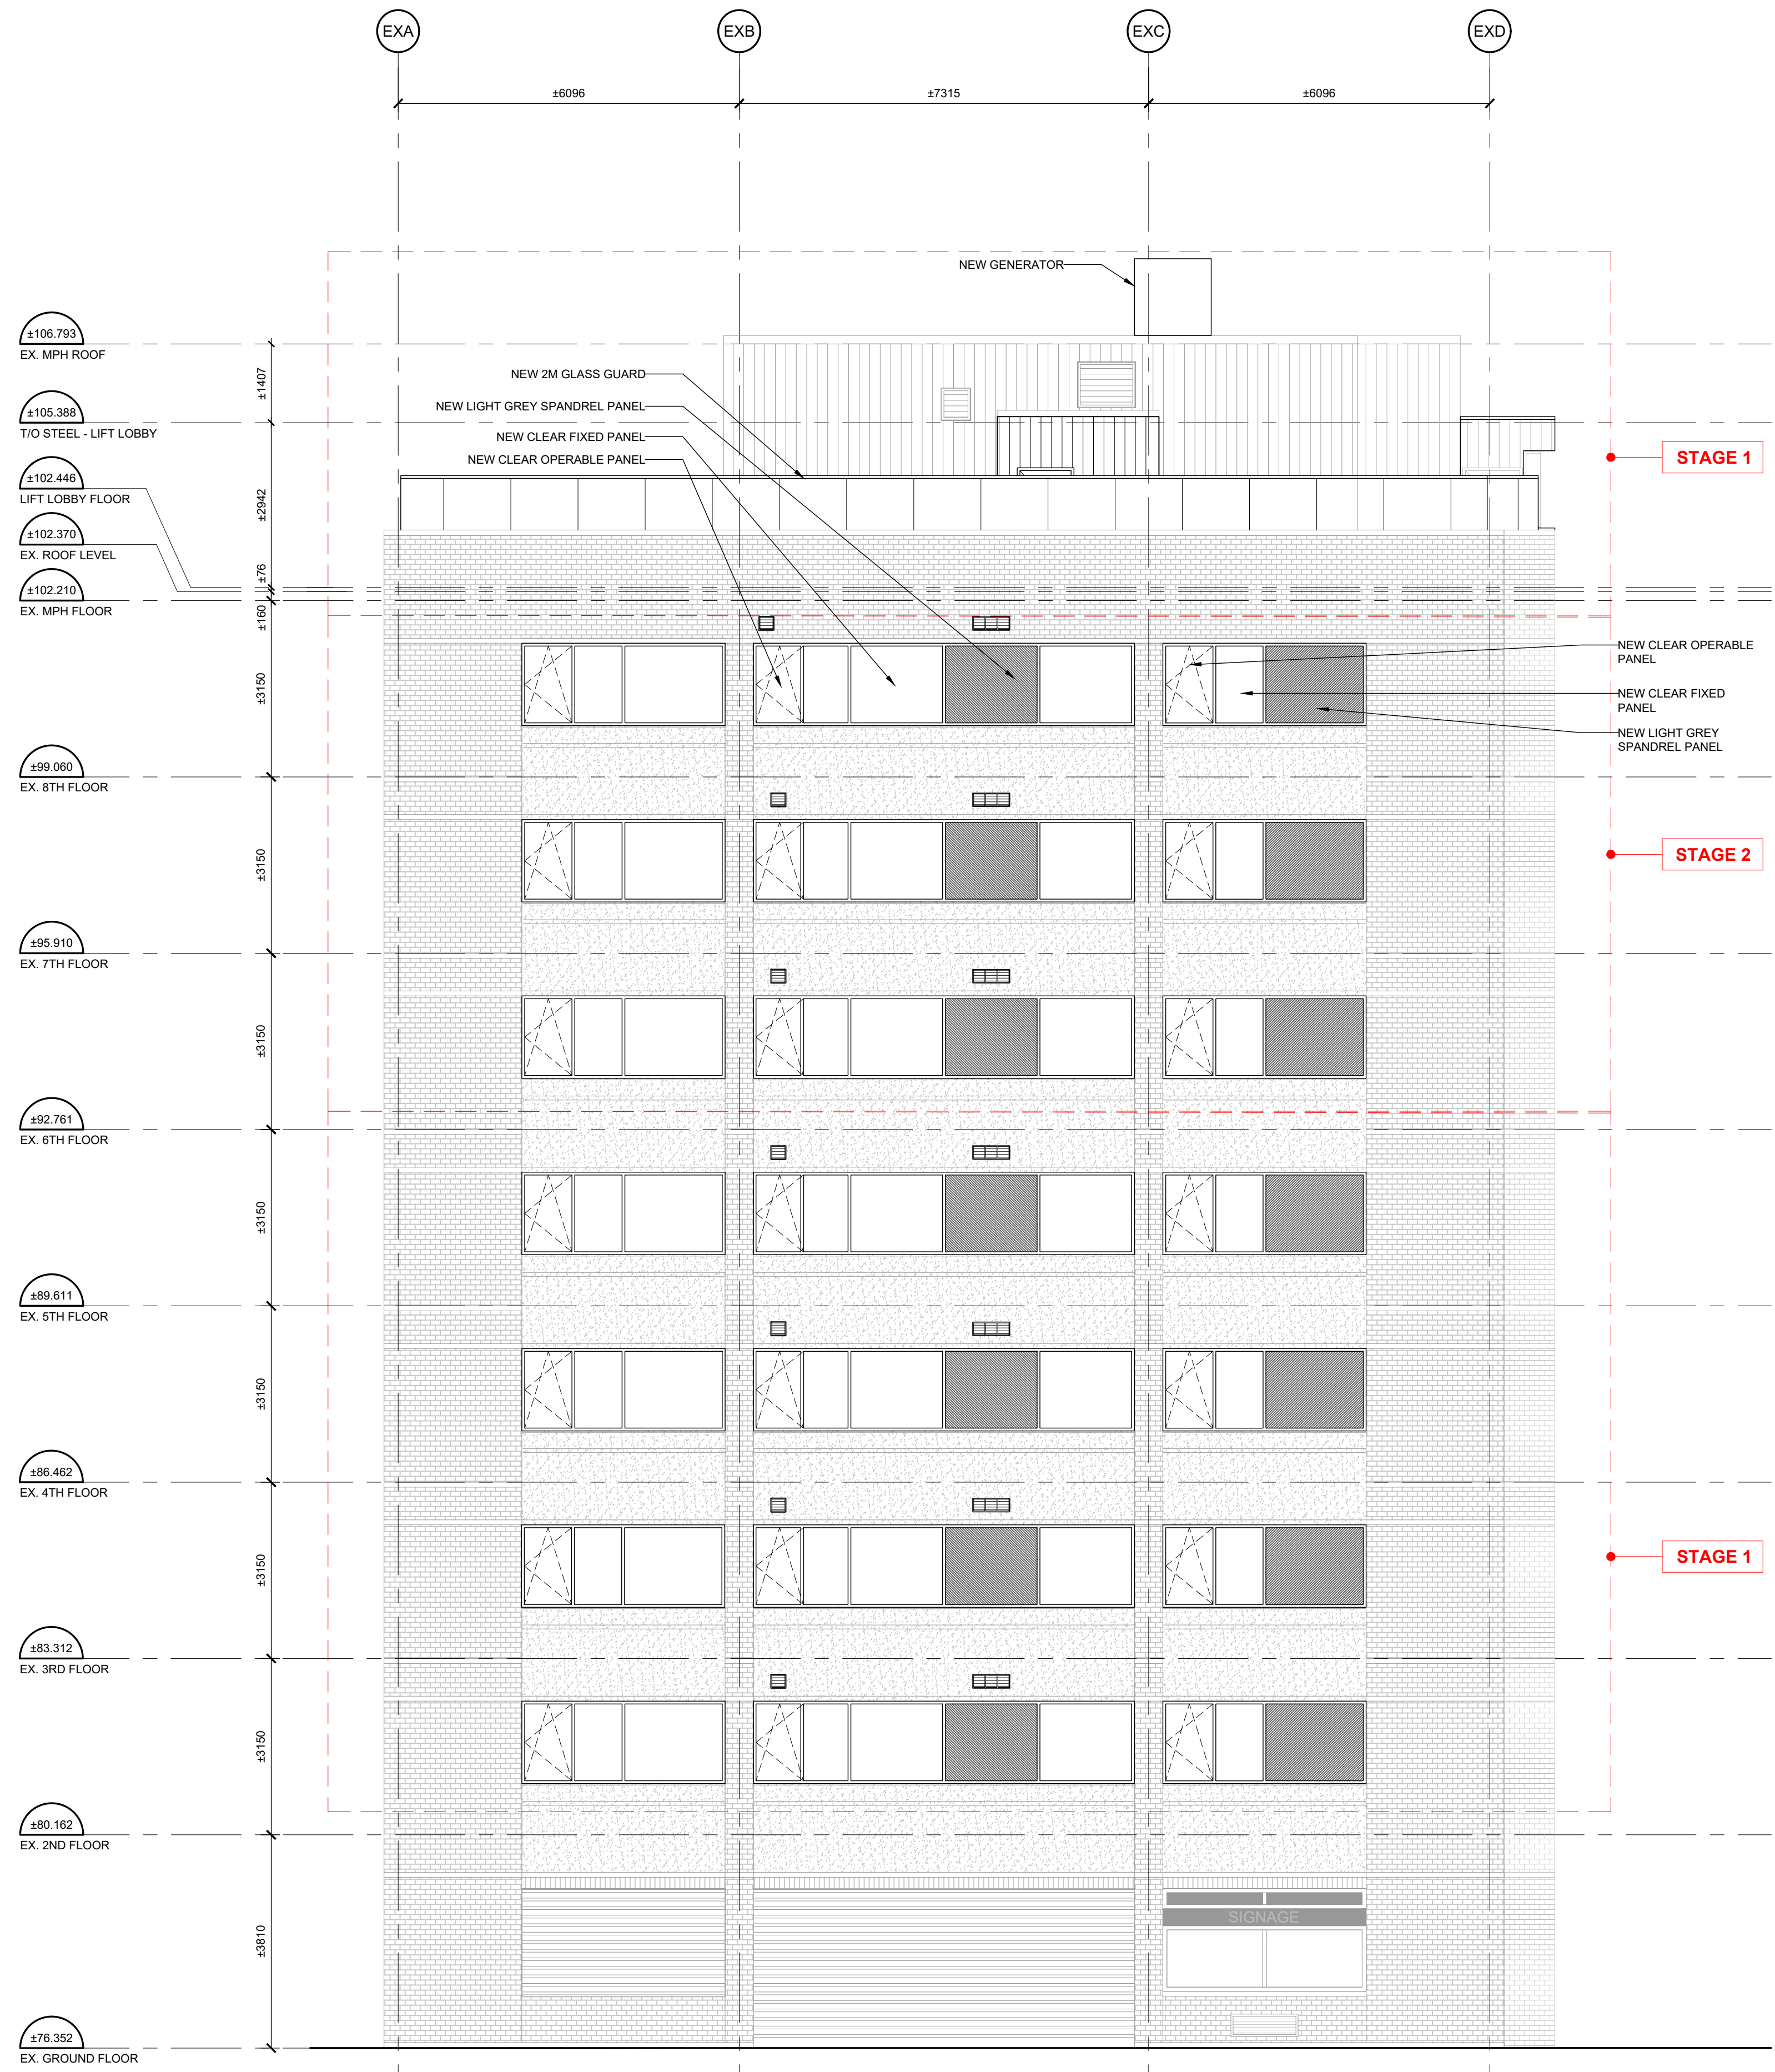 EXA
EXB
EXC
EXD
±6096
±7315
±6096
NEW GENERATOR
±106.793
EX. MPH ROOF
±1407
NEW 2M GLASS GUARD
±105.388
NEW LIGHT GREY SPANDREL PANEL
T/O STEEL - LIFT LOBBY
NEW CLEAR FIXED PANEL
NEW CLEAR OPERABLE PANEL
STAGE 1
±102.446
LIFT LOBBY FLOOR
±2942
±102.370
EX. ROOF LEVEL
±76
±102.210
EX. MPH FLOOR
±160
NEW CLEAR OPERABLE
PANEL
±3150
NEW CLEAR FIXED
PANEL
NEW LIGHT GREY
SPANDREL PANEL
±99.060
EX. 8TH FLOOR
±3150
STAGE 2
±95.910
EX. 7TH FLOOR
±3150
±92.761
EX. 6TH FLOOR
±3150
±89.611
EX. 5TH FLOOR
±3150
±86.462
EX. 4TH FLOOR
±3150
STAGE 1
±83.312
EX. 3RD FLOOR
±3150
±80.162
EX. 2ND FLOOR
SIGNAGE
±3810
±76.352
EX. GROUND FLOOR